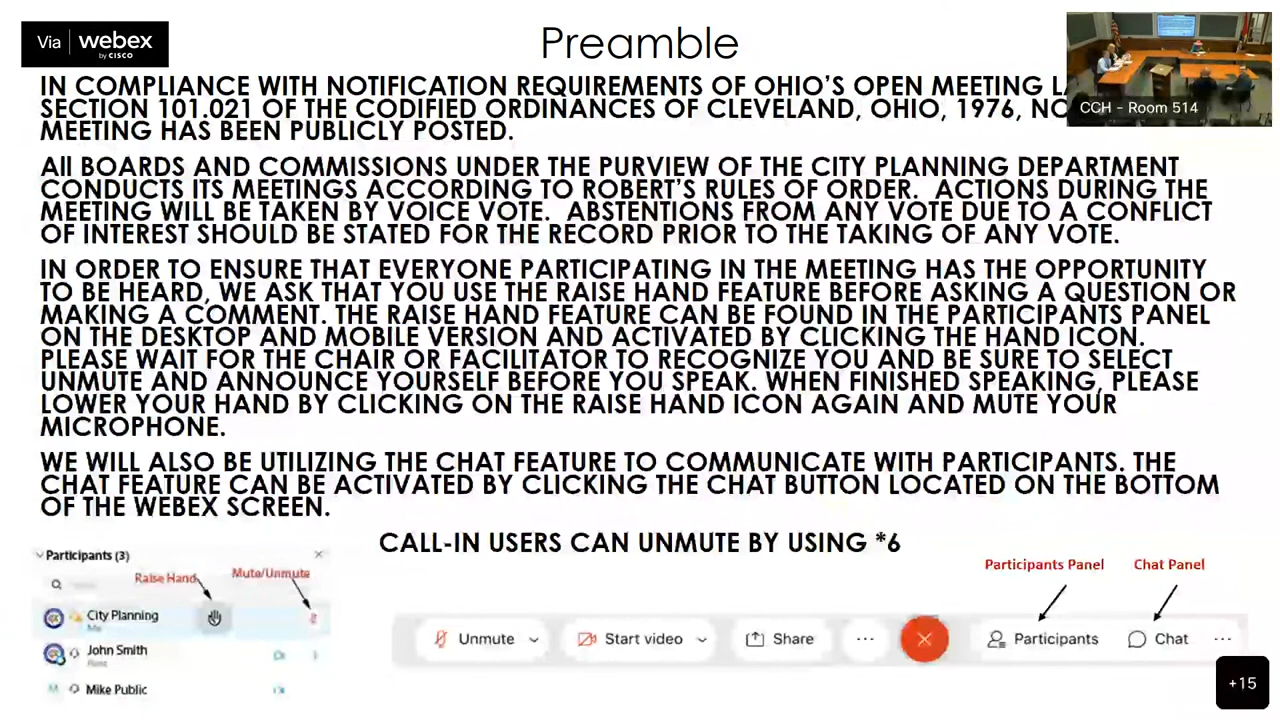 Via webex
by CISCO
Preamble
CCH - Room 514
IN COMPLIANCE WITH NOTIFICATION REQUIREMENTS OF OHIO'S OPEN MEETING
SECTION 101.021 OF THE CODIFIED ORDINANCES OF CLEVELAND, OHIO, 1976,
MEETING HAS BEEN PUBLICLY POSTED.
All BOARDS AND COMMISSIONS UNDER THE PURVIEW OF THE CITY PLANNING DEPARTMENT
CONDUCTS ITS MEETINGS ACCORDING TO ROBERT'S RULES OF ORDER. ACTIONS DURING THE
MEETING WILL BE TAKEN BY VOICE VOTE. ABSTENTIONS FROM ANY VOTE DUE TO A CONFLICT
OF INTEREST SHOULD BE STATED FOR THE RECORD PRIOR TO THE TAKING OF ANY VOTE.
IN ORDER TO ENSURE THAT EVERYONE PARTICIPATING IN THE MEETING HAS THE OPPORTUNITY
TO BE HEARD, WE ASK THAT YOU USE THE RAISE HAND FEATURE BEFORE ASKING A QUESTION OR
MAKING A COMMENT. THE RAISE HAND FEATURE CAN BE FOUND IN THE PARTICIPANTS PANEL
ON THE DESKTOP AND MOBILE VERSION AND ACTIVATED BY CLICKING THE HAND ICON.
PLEASE WAIT FOR THE CHAIR OR FACILITATOR TO RECOGNIZE YOU AND BE SURE TO SELECT
UNMUTE AND ANNOUNCE YOURSELF BEFORE YOU SPEAK. WHEN FINISHED SPEAKING, PLEASE
LOWER YOUR HAND BY CLICKING ON THE RAISE HAND ICON AGAIN AND MUTE YOUR
MICROPHONE.
WE WILL ALSO BE UTILIZING THE CHAT FEATURE TO COMMUNICATE WITH PARTICIPANTS. THE
CHAT FEATURE CAN BE ACTIVATED BY CLICKING THE CHAT BUTTON LOCATED ON THE BOTTOM
OF THE WEBEX SCREEN.
CALL-IN USERS CAN UNMUTE BY USING *6
Participants (3)
Raise Hand
Mute/Unmute
City Planning
Me
John Smith
Mike Public
Participants Panel
Chat Panel
Unmute
Start video
Share
Participants
Chat
+15